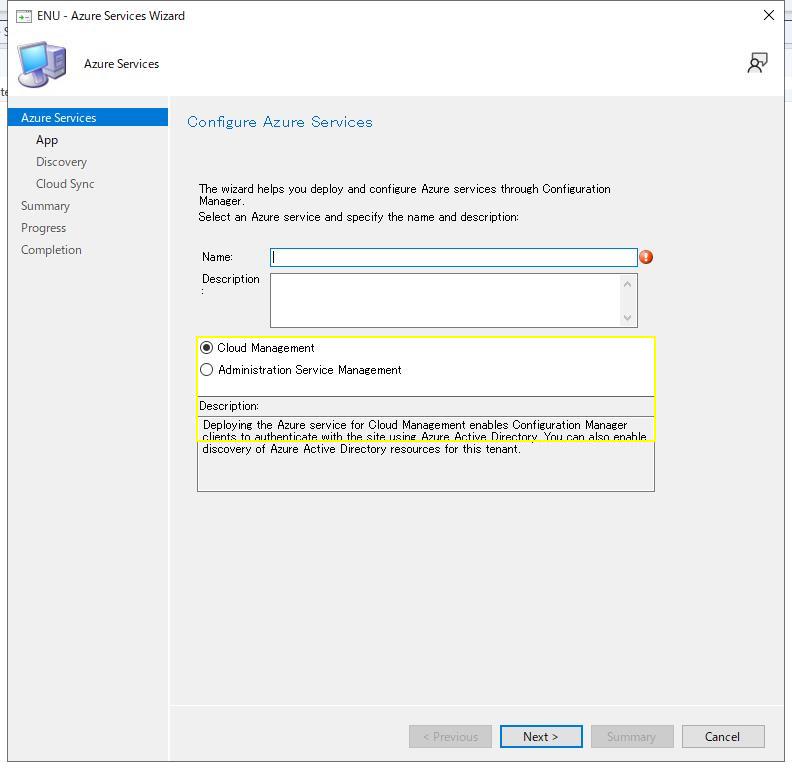 ENU - Azure Services Wizard
Azure Services
Azure Services
App
Discovery
Cloud Sync
Summary
Progress
Completion
Configure Azure Services
The wizard helps you deploy and configure Azure services through Configuration
Manager.
Select an Azure service and specify the name and description:
Name:
Description
:
Cloud Management
Administration Service Management
Description:
Deploying the Azure service for Cloud Management enables Configuration Manager
clients to authenticate with the site using Azure Active Directory. You can also enable
discovery of Azure Active Directory resources for this tenant.
< Previous
Next >
Summary
Cancel